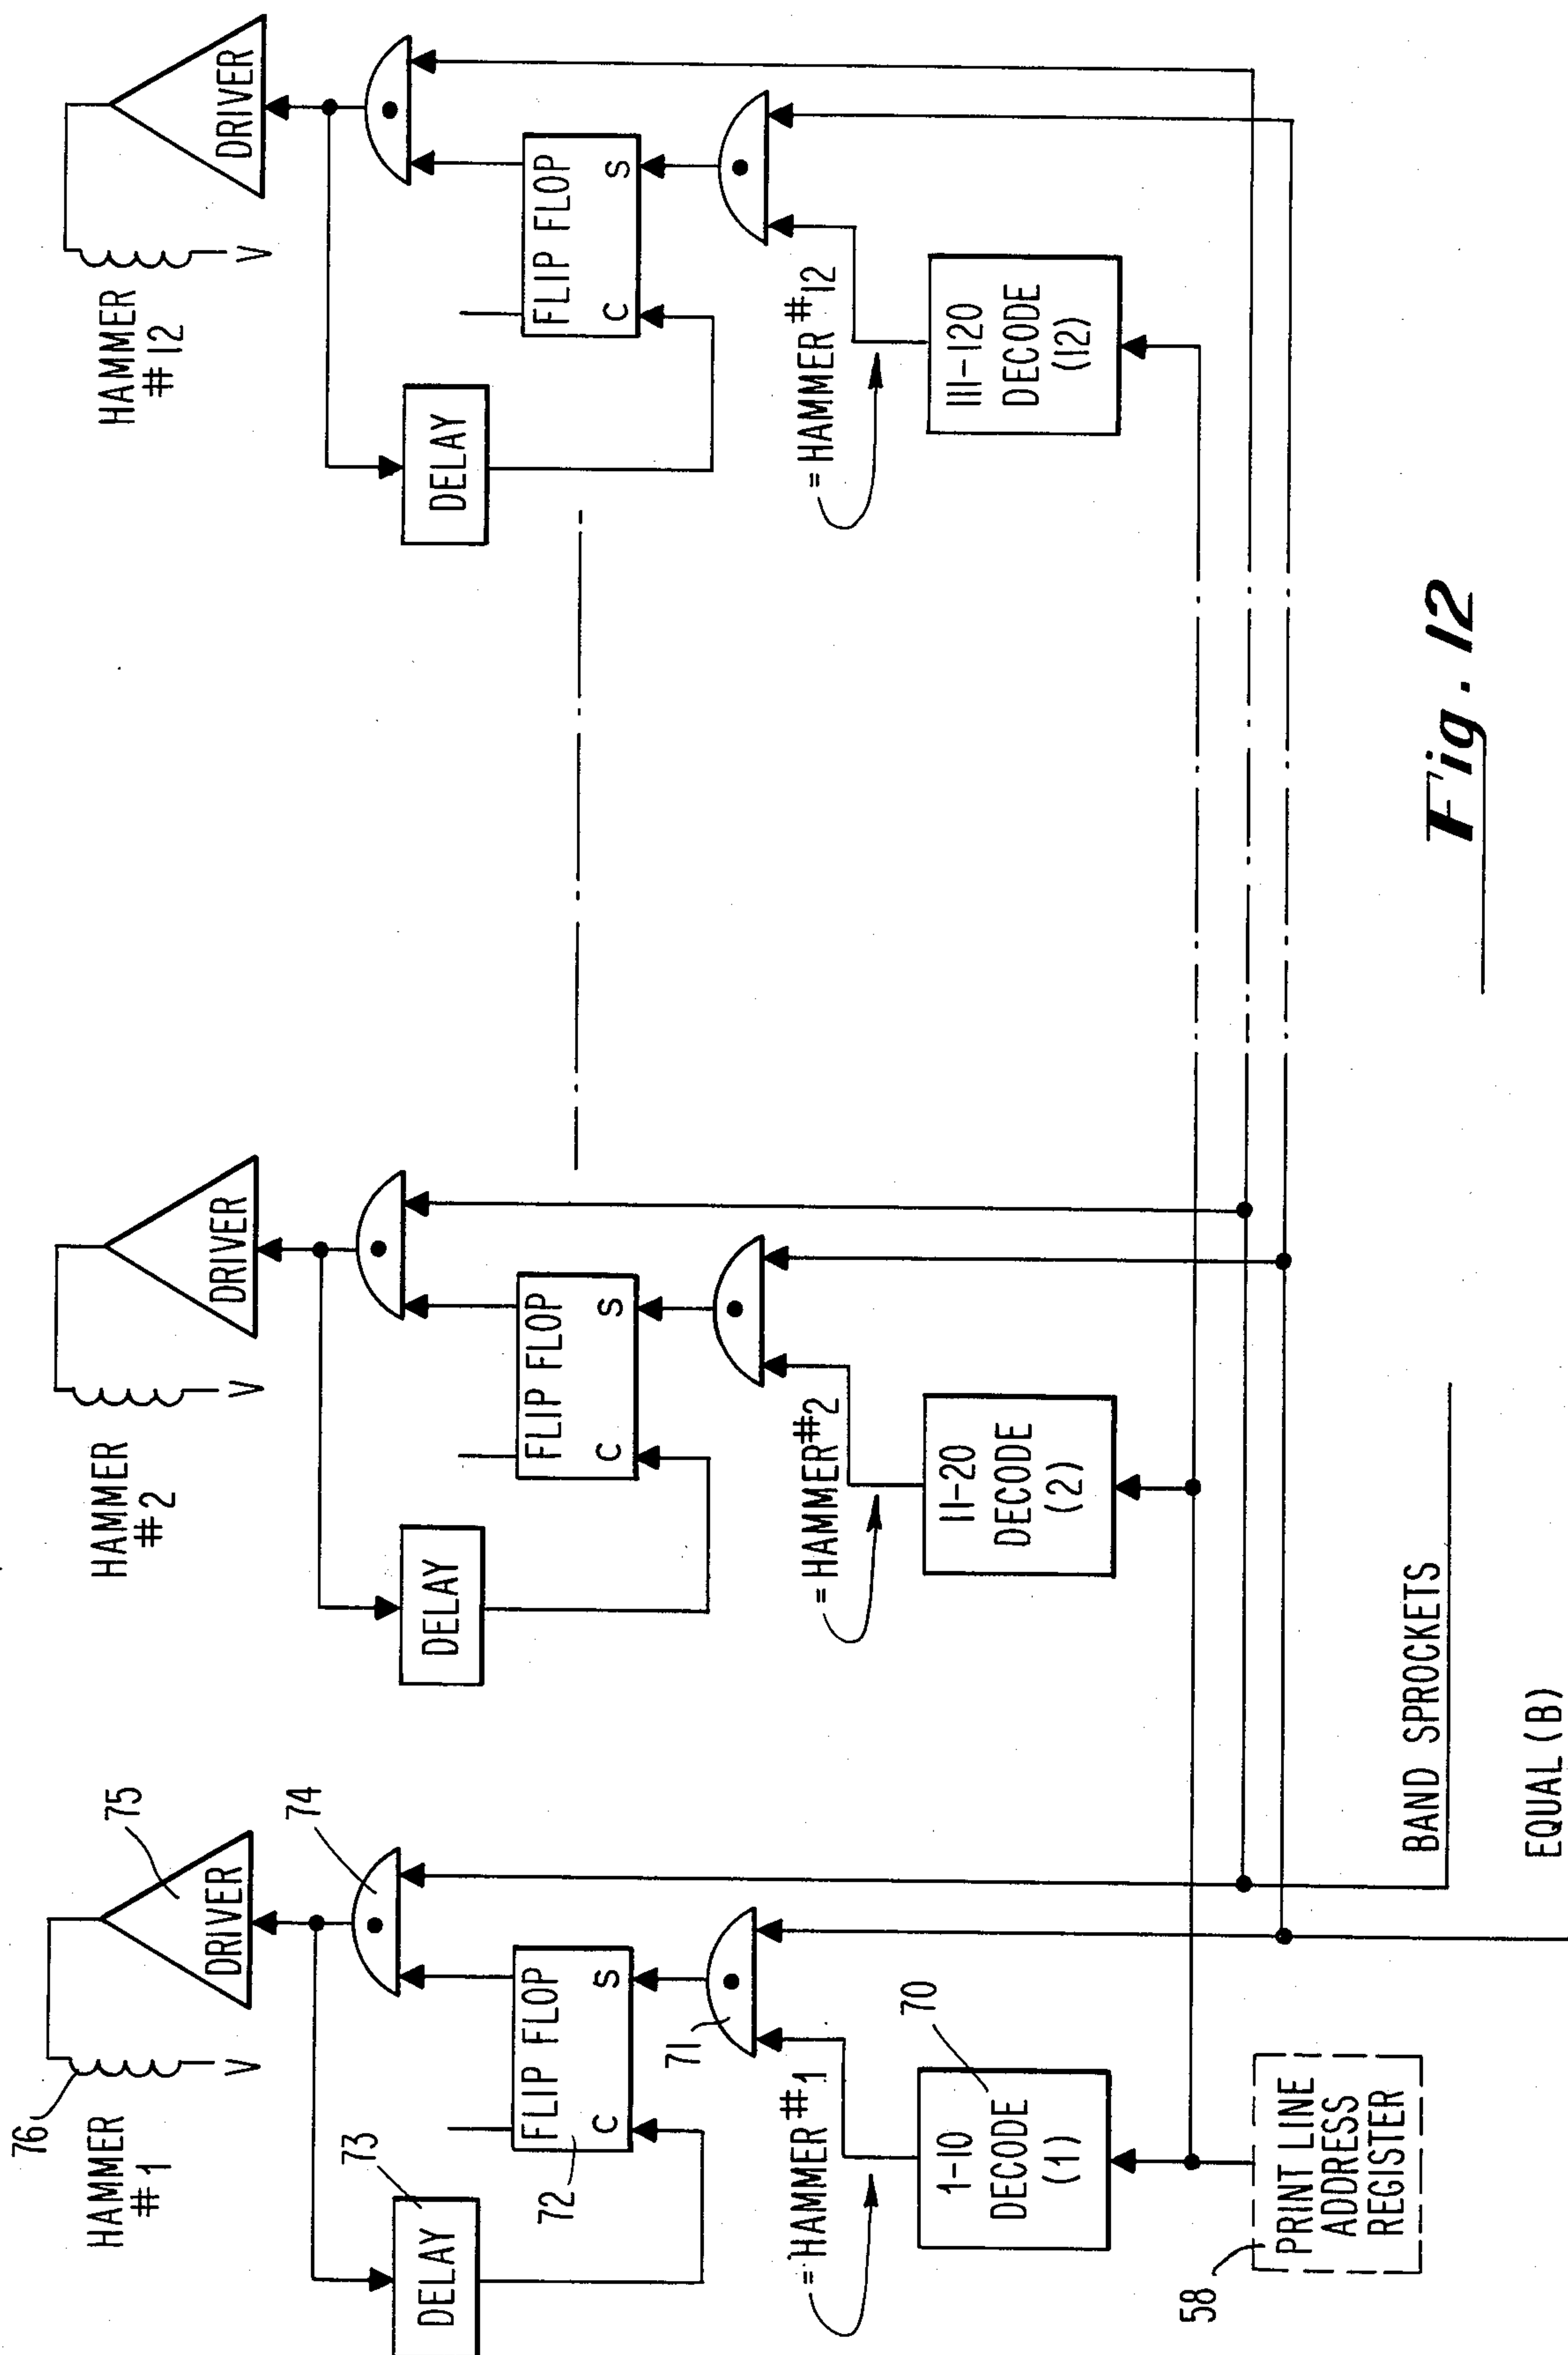 76
HAMMER
#1
V
DRIVER
75
73
DELAY
74
FLIP FLOP
C
S
72
71
= HAMMER #1
70
1-10
DECODE
(1)
58
PRINT LINE
ADDRESS
REGISTER
HAMMER
#2
V
DRIVER
DELAY
FLIP FLOP
C
S
= HAMMER #2
11-20
DECODE
(2)
BAND SPROCKETS
EQUAL (B)
HAMMER
#12
V
DRIVER
DELAY
FLIP FLOP
C
S
= HAMMER #12
111-120
DECODE
(12)
Fig. 12